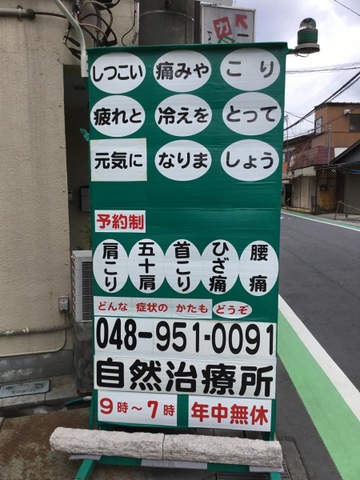 しつこい 痛みや こり
疲れと 冷えを とって
元気に なりま しょう
予約制
肩こり 五十肩 首こり ひざ痛 腰痛
どんな 症状の かたも どうぞ
048-951-0091
自然治療所
9時〜7時 年中無休